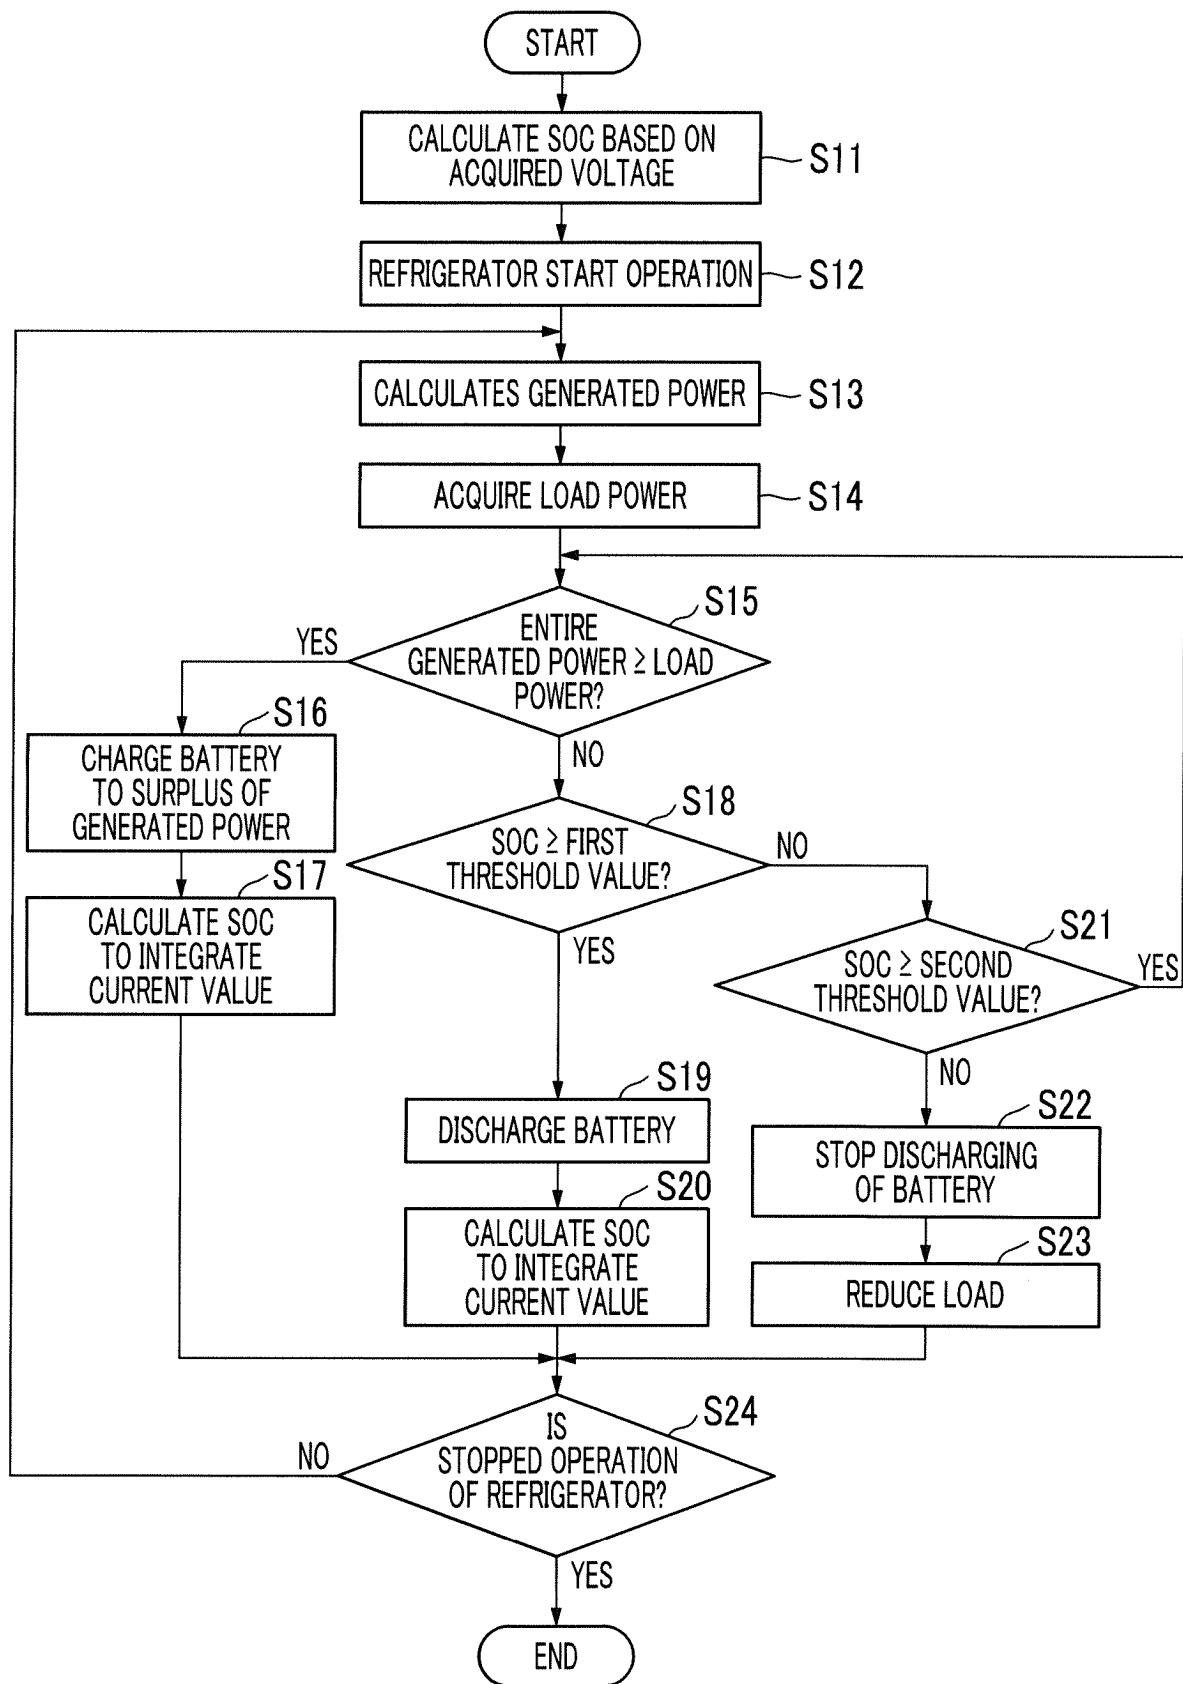 START
CALCULATE SOC BASED ON
ACQUIRED VOLTAGE
S11
REFRIGERATOR START OPERATION
S12
CALCULATES GENERATED POWER
S13
ACQUIRE LOAD POWER
S14
S15
ENTIRE
GENERATED POWER ≥ LOAD
POWER?
YES
NO
S16
CHARGE BATTERY
TO SURPLUS OF
GENERATED POWER
S17
CALCULATE SOC
TO INTEGRATE
CURRENT VALUE
S18
SOC ≥ FIRST
THRESHOLD VALUE?
NO
YES
S21
SOC ≥ SECOND
THRESHOLD VALUE?
YES
NO
S19
DISCHARGE BATTERY
S20
CALCULATE SOC
TO INTEGRATE
CURRENT VALUE
S22
STOP DISCHARGING
OF BATTERY
S23
REDUCE LOAD
S24
IS
STOPPED OPERATION
OF REFRIGERATOR?
NO
YES
END